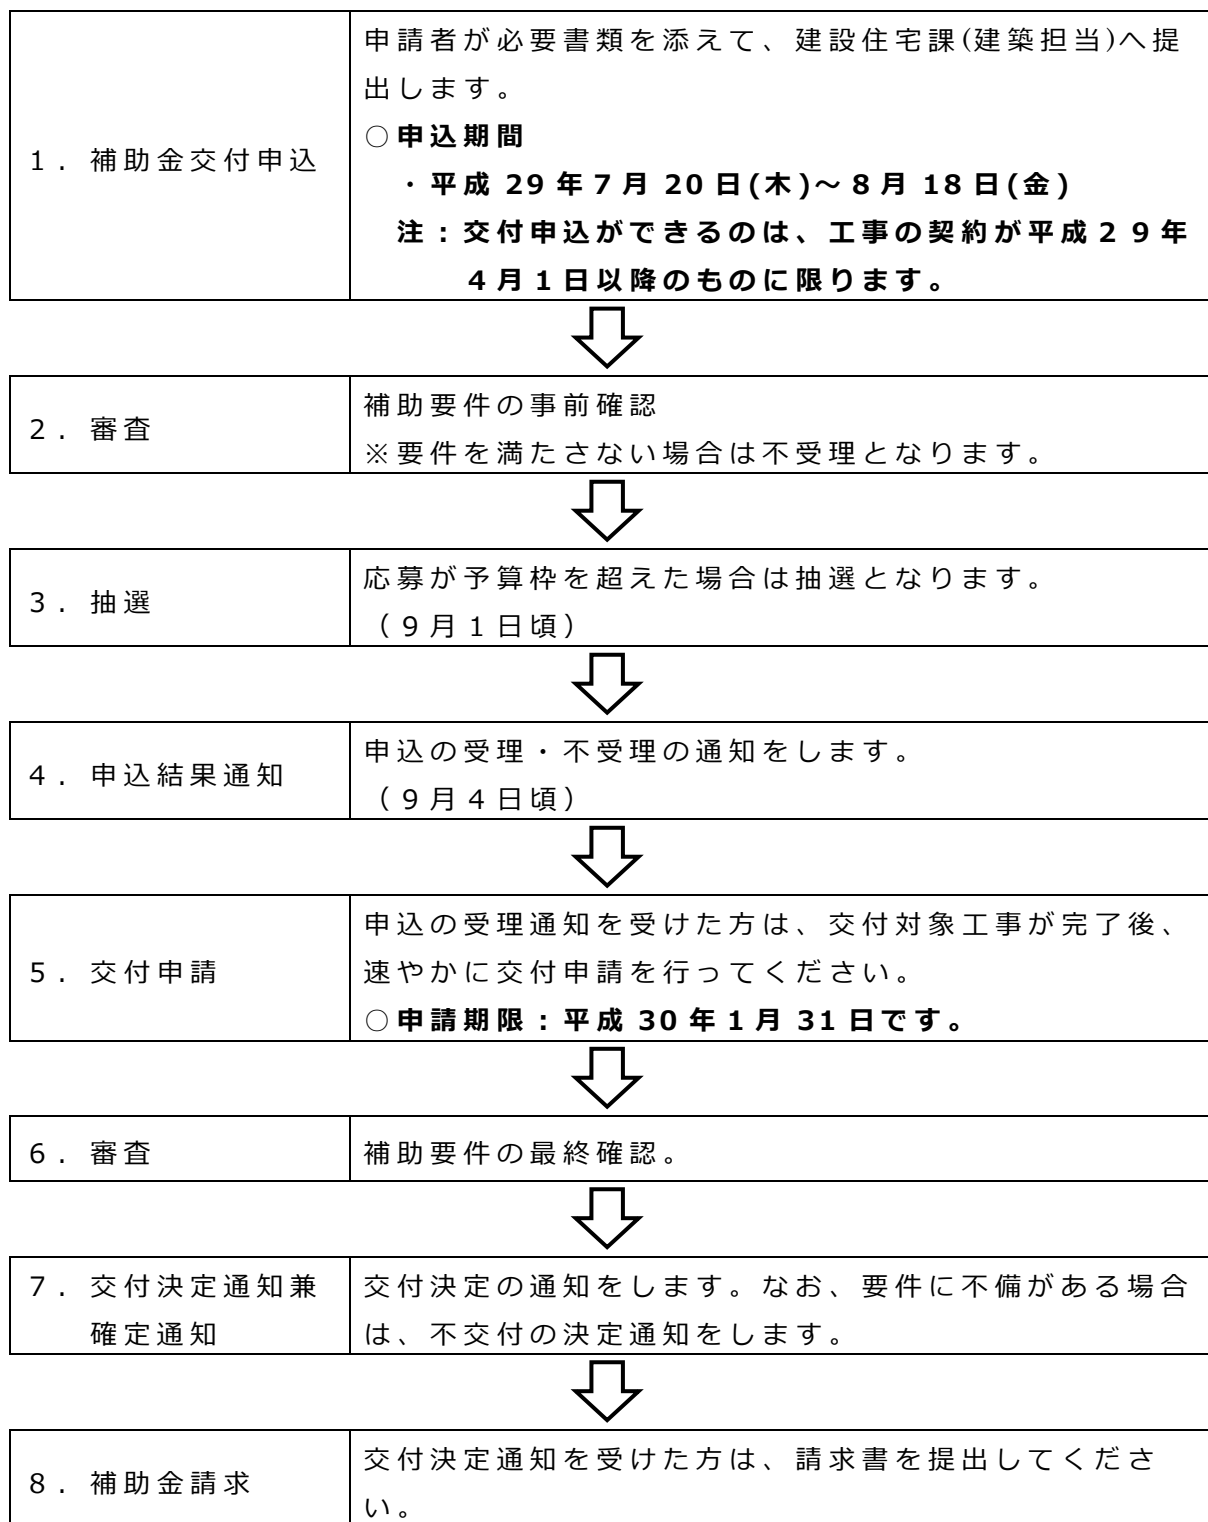 申請者が必要書類を添えて、建設住宅課(建築担当)へ提
出します。
○申込期間
1．補助金交付申込
・平成29年7月20日(木)～8月18日(金)
注：交付申込ができるのは、工事の契約が平成２９年
４月１日以降のものに限ります。
2．審査
補助要件の事前確認
※要件を満たさない場合は不受理となります。
3．抽選
応募が予算枠を超えた場合は抽選となります。
（９月１日頃）
4．申込結果通知
申込の受理・不受理の通知をします。
（９月４日頃）
5．交付申請
申込の受理通知を受けた方は、交付対象工事が完了後、
速やかに交付申請を行ってください。
○申請期限：平成30年1月31日です。
6．審査
補助要件の最終確認。
7．交付決定通知兼
確定通知
交付決定の通知をします。なお、要件に不備がある場合
は、不交付の決定通知をします。
8．補助金請求
交付決定通知を受けた方は、請求書を提出してくださ
い。